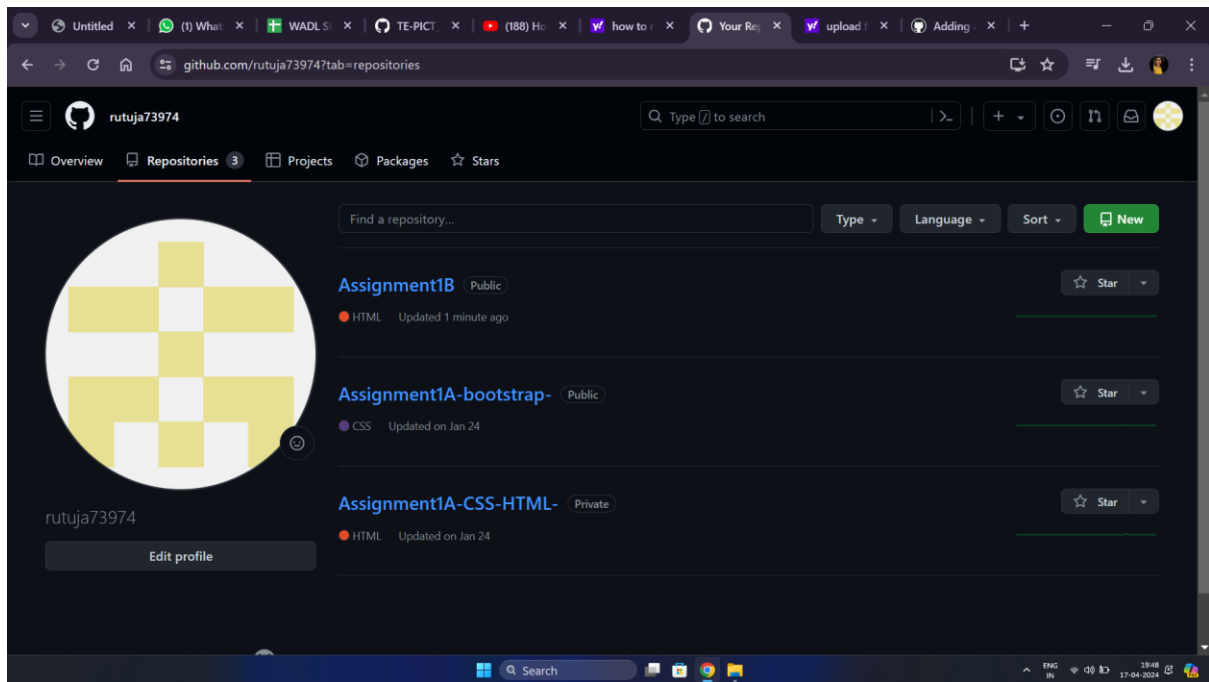 Untitled
(1) What
WADL S
TE-PICT_
(188) Ho
how to r
Your Rep
upload f
Adding
github.com/rutuja73974?tab=repositories
rutuja73974
Type / to search
Overview
Repositories 3
Projects
Packages
Stars
Find a repository...
Type
Language
Sort
New
Assignment1B Public
Star
HTML Updated 1 minute ago
Assignment1A-bootstrap- Public
Star
CSS Updated on Jan 24
Assignment1A-CSS-HTML- Private
Star
HTML Updated on Jan 24
rutuja73974
Edit profile
Search
ENG
IN
19:48
17-04-2024